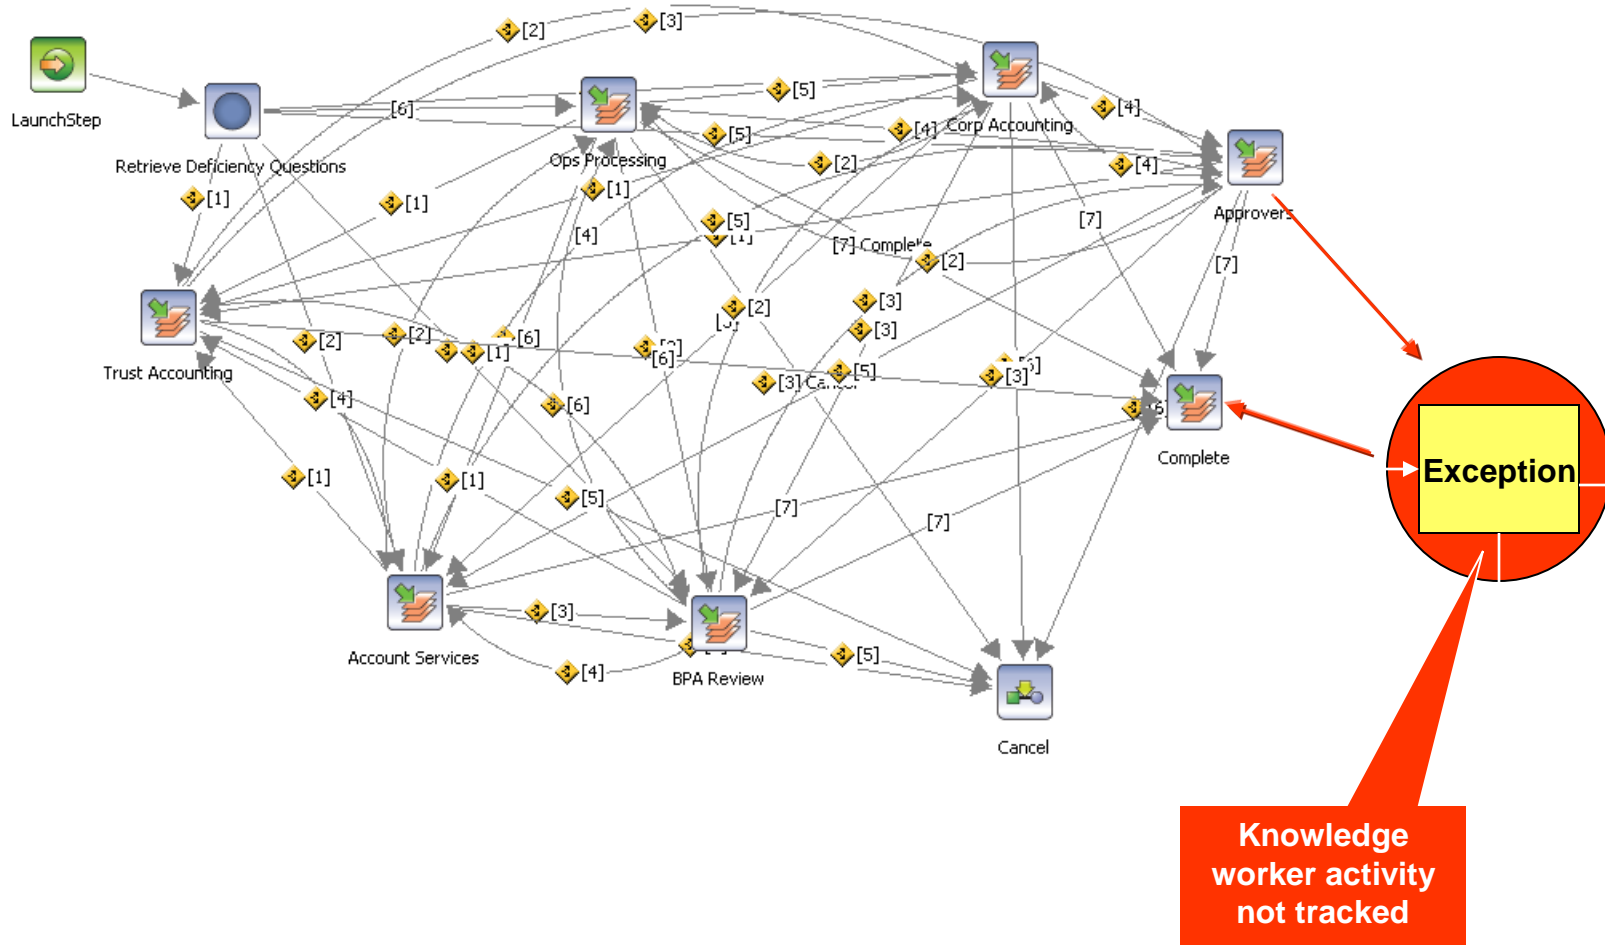 [2]
[3]
LaunchStep
[6]
[5]
[4]
Retrieve Deficiency Questions
Ops Processing
[5]
[4]
Corp Accounting
[2]
[4]
[1]
[1]
[1]
Approvers
[5]
[7]
[4]
[7] Complete
[2]
[7]
[3]
[2]
[3]
Trust Accounting
[2]
[2]
[1]
[6]
[6]
[5]
[3]
[3]
[4]
[6]
Complete
Exception
[1]
[1]
[5]
[7]
[7]
[3]
Account Services
[4]
BPA Review
[5]
Cancel
Knowledge
worker activity
not tracked